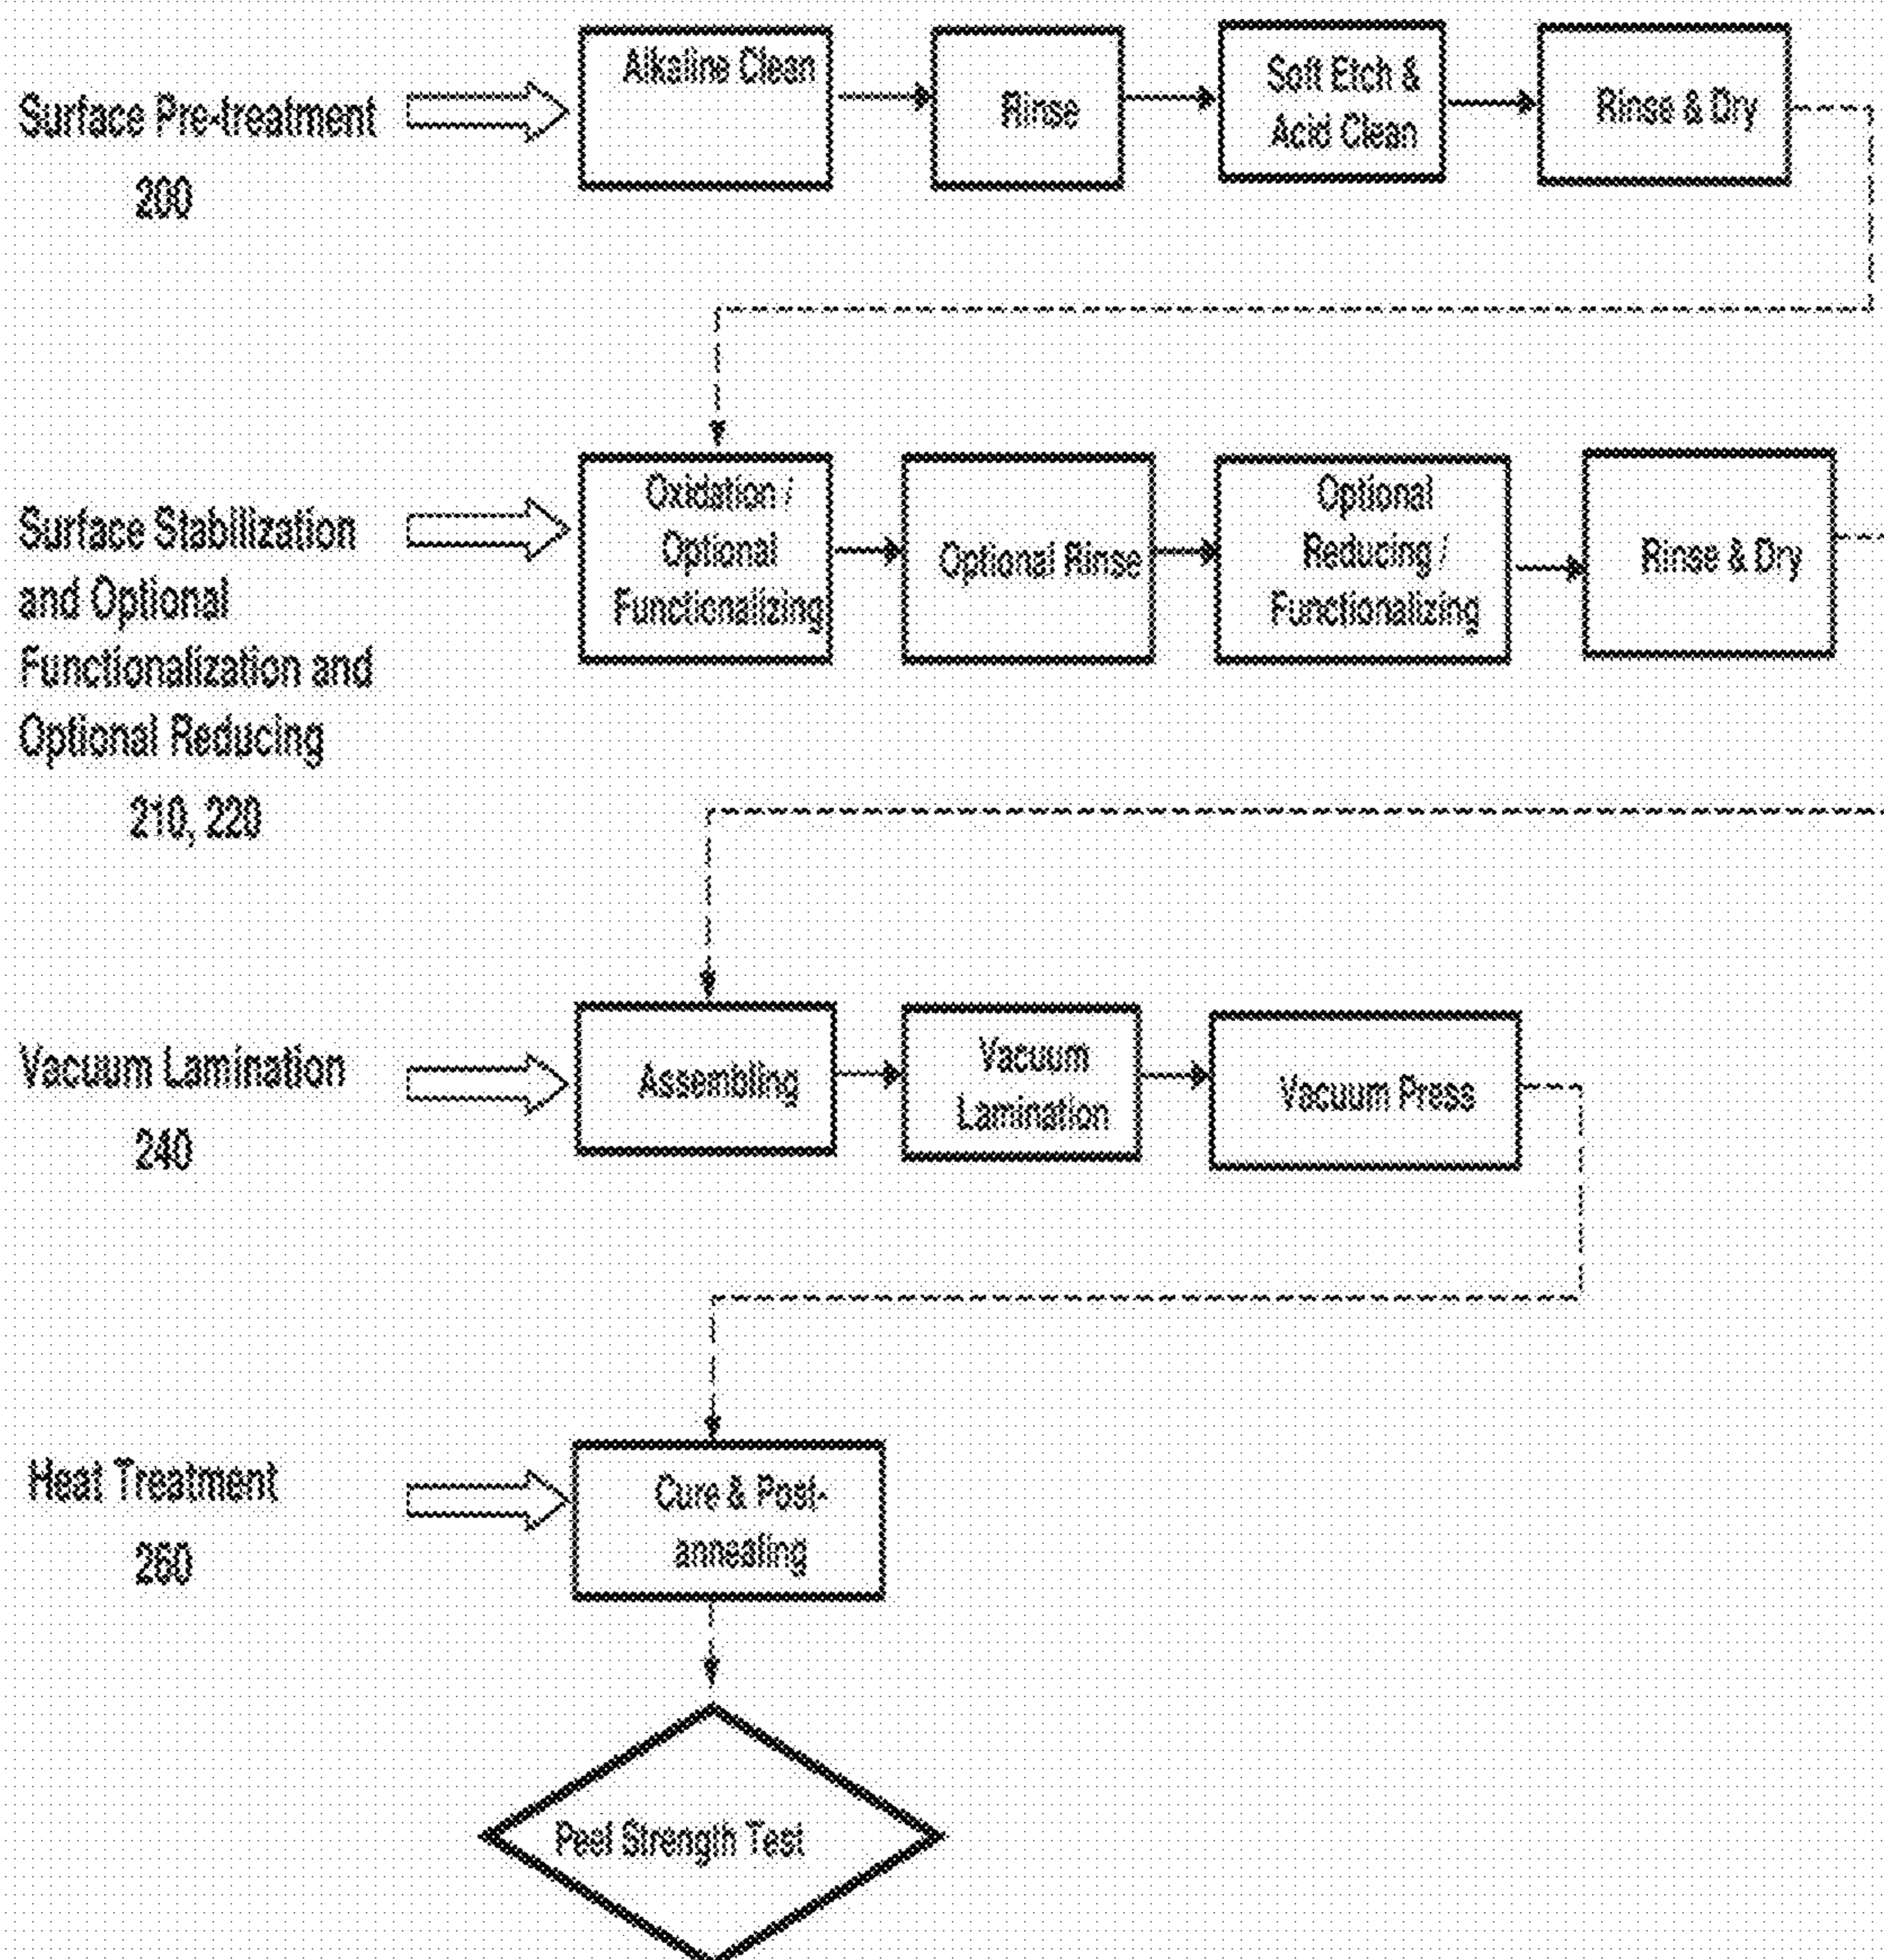 Surface Pre-treatment
200
Alkaline Clean
Rinse
Soft Etch &
Acid Clean
Rinse & Dry
Surface Stabilization
and Optional
Functionalization and
Optional Reducing
210, 220
Oxidation /
Optional
Functionalizing
Optional Rinse
Optional
Reducing /
Functionalizing
Rinse & Dry
Vacuum Lamination
240
Assembling
Vacuum
Lamination
Vacuum Press
Heat Treatment
260
Cure & Post-
annealing
Peel Strength Test